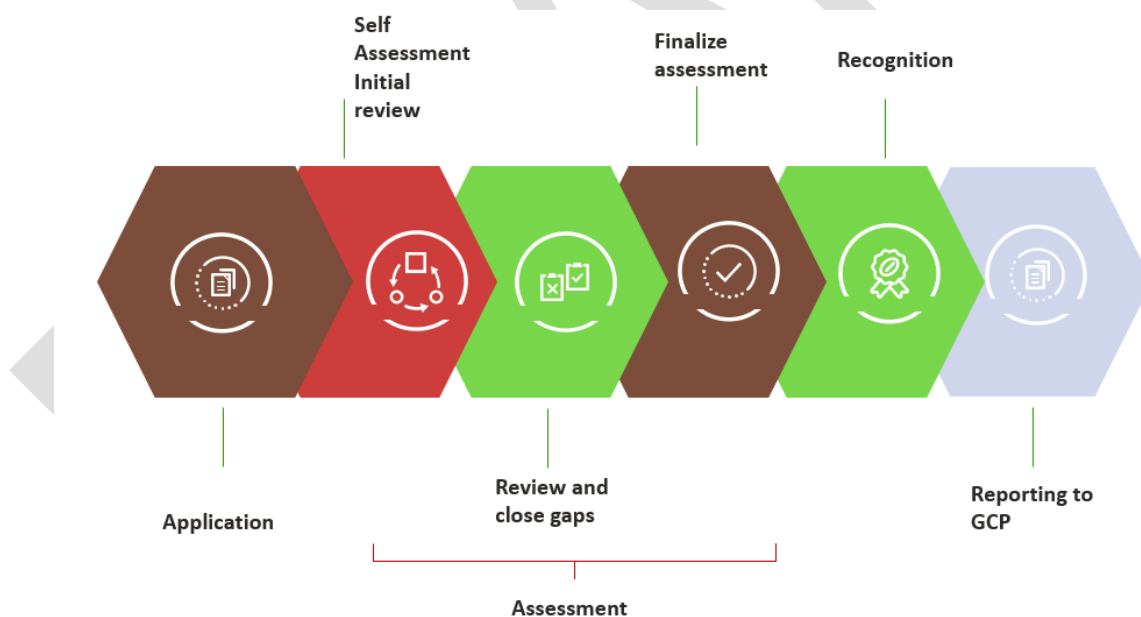 Self
Assessment
Initial
review
Finalize
assessment
Recognition
Application
Review and
close gaps
Reporting to
GCP
Assessment